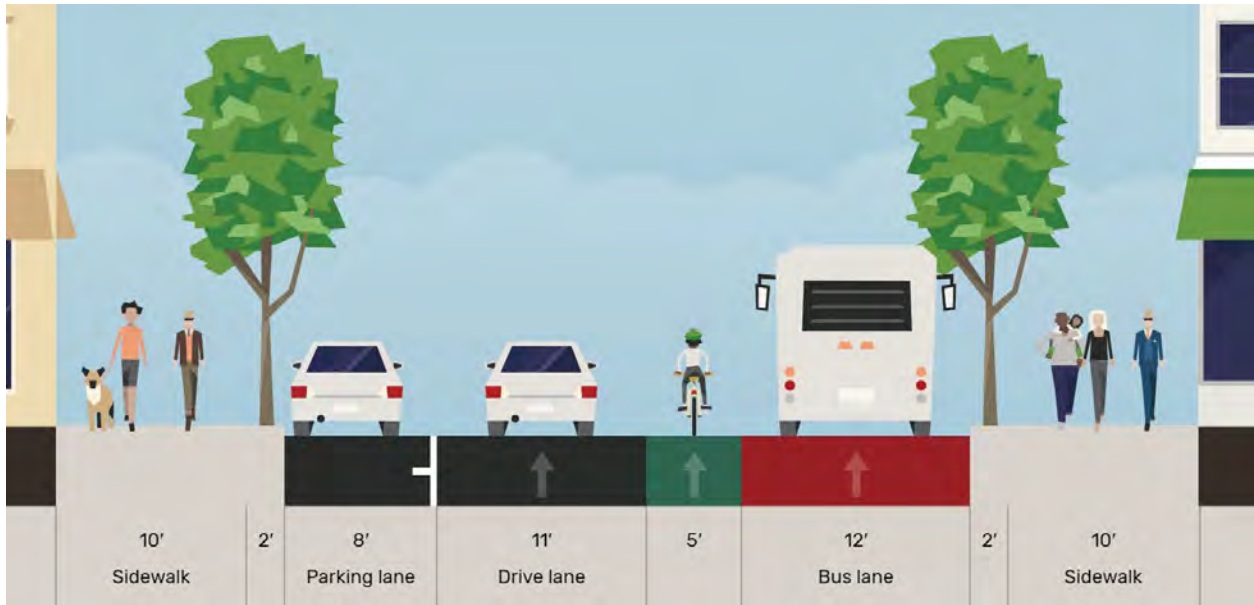 10′ 2′ 8′ 11′ 5′ 12′ 2′ 10′
Sidewalk Parking lane Drive lane Bus lane Sidewalk